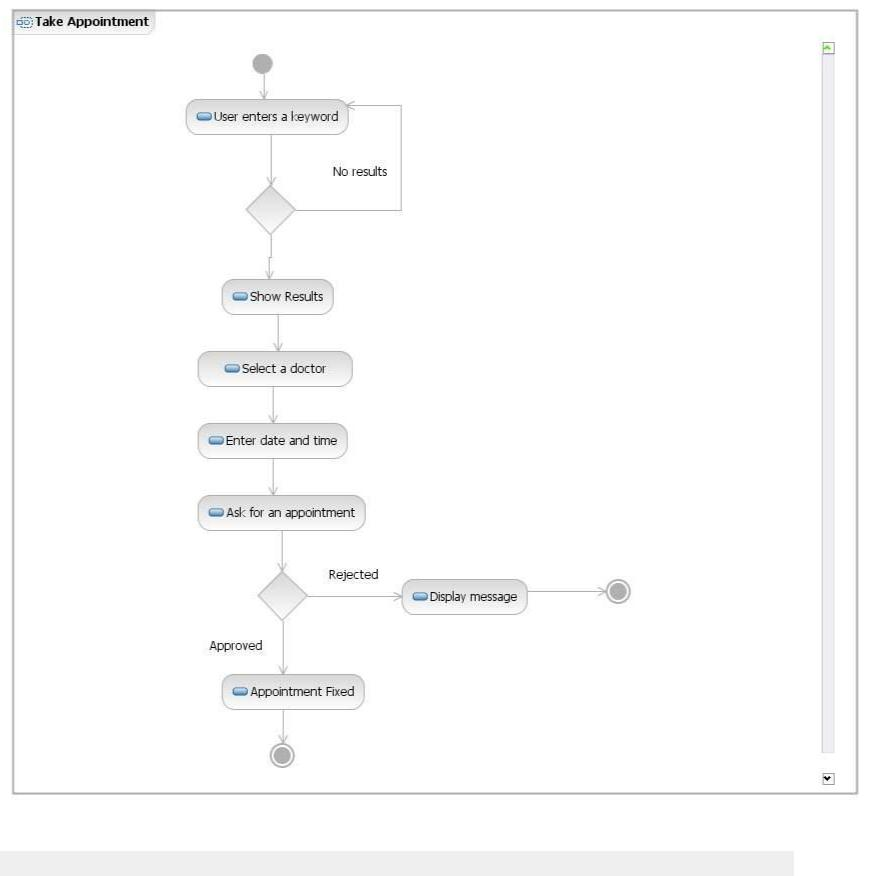 Take Appointment
User enters a keyword
No results
Show Results
Select a doctor
Enter date and time
Ask for an appointment
Rejected
Display message
Approved
Appointment Fixed